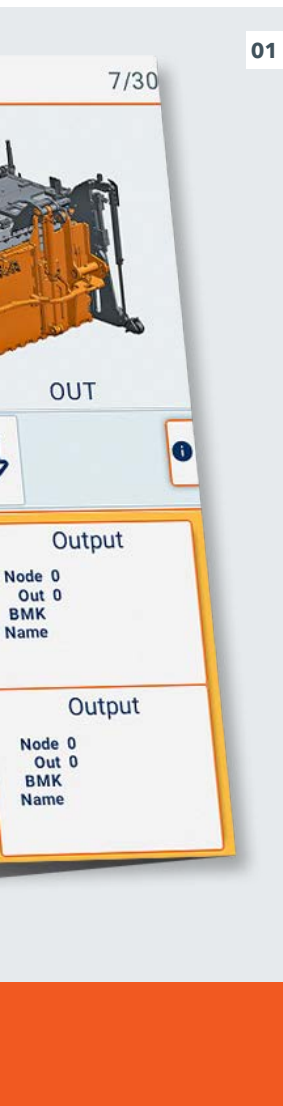 01
7/30
OUT
i
Output
Node 0
Out 0
BMK
Name
Output
Node 0
Out 0
BMK
Name